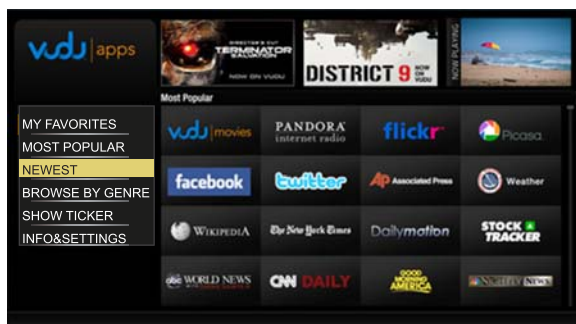 vudu apps
DIRECTOR'S CUT
TERMINATOR
SALVATION
NOW ON VUDU
DISTRICT 9 NOW ON VUDU
NOW PLAYING
Most Popular
MY FAVORITES
MOST POPULAR
NEWEST
BROWSE BY GENRE
SHOW TICKER
INFO&SETTINGS
vudu movies
PANDORA
internet radio
flickr
Picasa
facebook
twitter
AP Associated Press
Weather
WIKIPEDIA
The New York Times
Dailymotion
STOCK
TRACKER
abc WORLD NEWS
CNN DAILY
GOOD
MORNING
AMERICA
NIGHTLY NEWS